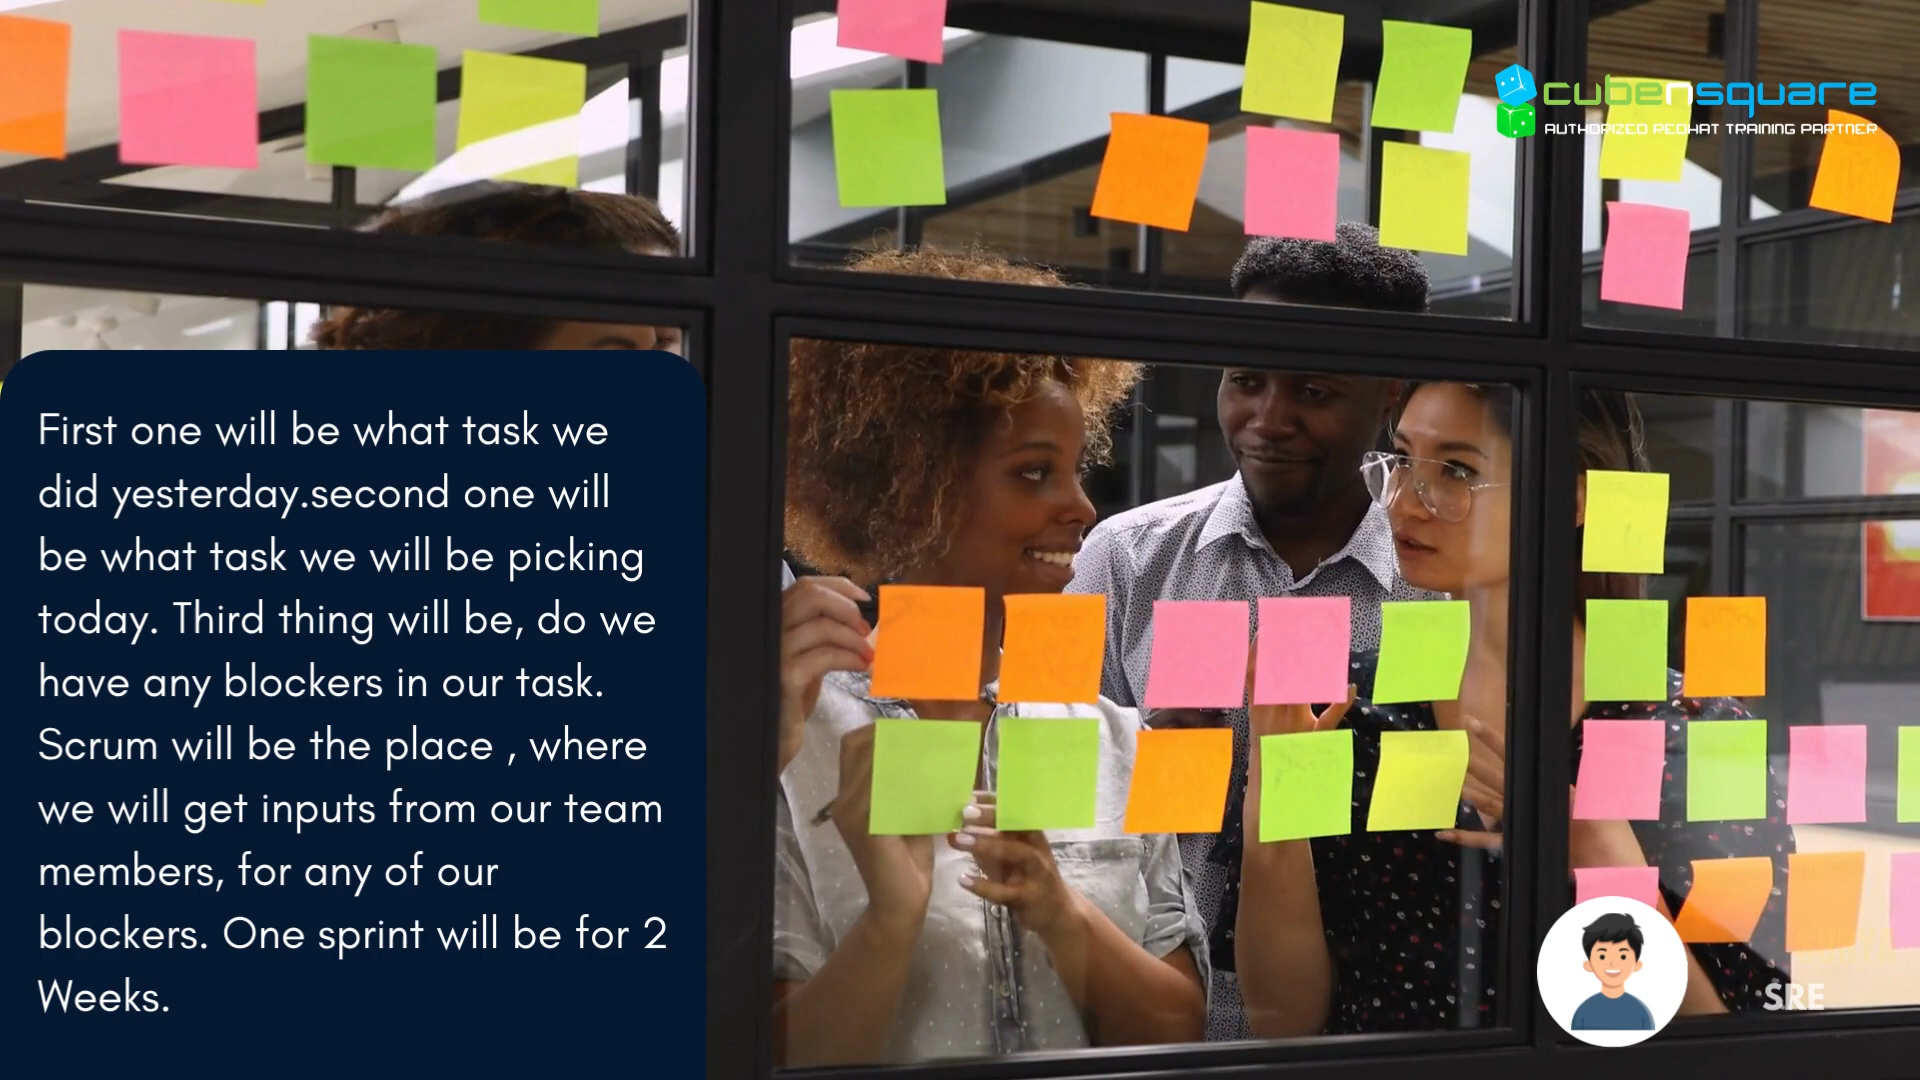 cubensquare
AUTHORIZED REDHAT TRAINING PARTNER
First one will be what task we
did yesterday.second one will
be what task we will be picking
today. Third thing will be, do we
have any blockers in our task.
Scrum will be the place , where
we will get inputs from our team
members, for any of our
blockers. One sprint will be for 2
Weeks.
SRE